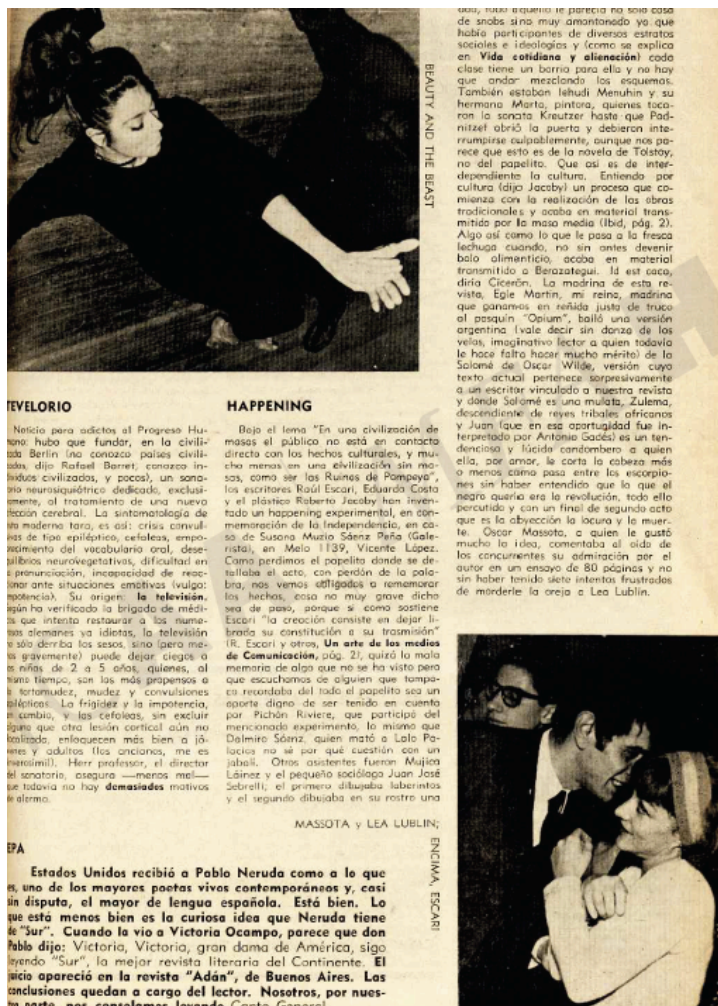 BEAUTY AND THE BEAST
TEVELORIO
Noticia para adictos al Progreso Hu-
mano: hubo que fundar, en la civili-
zada Berlín (no conozco países civili-
zados, dijo Rafael Barret, conozco in-
dividuos civilizados, y pocos), un sana-
torio neurosiquiátrico dedicado, exclusi-
vamente, al tratamiento de una nueva
afección cerebral. La sintomatología de
esta moderna tara, es así: crisis convul-
sivas de tipo epiléptico, cefaleas, empo-
brecimiento del vocabulario oral, dese-
quilibrios neurovegetativos, dificultad en
la pronunciación, incapacidad de reac-
cionar ante situaciones emotivas (vulgo:
impotencia). Su origen: la televisión.
Según ha verificado la brigada de médi-
cos que intenta restaurar a los nume-
rosos alemanes ya idiotas, la televisión
no sólo derriba los sesos, sino (pero me-
nos gravemente) puede dejar ciegos a
los niños de 2 a 5 años, quienes, al
mismo tiempo, son los más propensos a
la tartamudez, mudez y convulsiones
epilépticas. La frigidez y la impotencia,
en cambio, y las cefaleas, sin excluir
alguna que otra lesión cortical aún no
localizada, enloquecen más bien a jó-
venes y adultos (los ancianos, me es
inverosímil). Herr professor, el director
del sanatorio, asegura —menos mal—
que todavía no hay demasiados motivos
de alarma.
HAPPENING
Bajo el lema "En una civilización de
masas el público no está en contacto
directo con los hechos culturales, y mu-
cho menos en una civilización sin ma-
sas, como ser las Ruinas de Pompeya",
los escritores Raúl Escari, Eduardo Costa
y el plástico Roberto Jacoby han inven-
tado un happening experimental, en con-
memoración de la Independencia, en ca-
sa de Susana Muzio Sáenz Peña (Gale-
rista), en Melo 1139, Vicente López.
Como perdimos el papelito donde se de-
tallaba el acto, con perdón de la pala-
bra, nos vemos obligados a rememorar
los hechos, cosa no muy grave dicho
sea de paso, porque si como sostiene
Escari "la creación consiste en dejar li-
brada su constitución a su trasmisión"
(R. Escari y otros, Un arte de los medios
de Comunicación, pág. 2), quizá la mala
memoria de algo que no se ha visto pero
que escuchamos de alguien que tampo-
co recordaba del todo el papelito sea un
aporte digno de ser tenido en cuenta
por Pichón Riviere, que participó del
mencionado experimento, lo mismo que
Dalmiro Sáenz, quien mató a Lalo Pa-
lacios no sé por qué cuestión con un
jabalí. Otros asistentes fueron Mujica
Láinez y el pequeño sociólogo Juan José
Sebrelli; el primero dibujaba laberintos
y el segundo dibujaba en su rostro una
oda, todo aquello le parecía no sólo cosa
de snobs sino muy amontonado ya que
había participantes de diversos estratos
sociales e ideologías y (como se explica
en Vida cotidiana y alienación) cada
clase tiene un barrio para ella y no hay
que andar mezclando los esquemas.
También estaban Iehudi Menuhin y su
hermana Marta, pintora, quienes toca-
ron la sonata Kreutzer hasta que Pad-
nitzef abrió la puerta y debieron inte-
rrumpirse culpablemente, aunque nos pa-
rece que esto es de la novela de Tolstoy,
no del papelito. Que así es de inter-
dependiente la cultura. Entiendo por
cultura (dijo Jacoby) un proceso que co-
mienza con la realización de las obras
tradicionales y acaba en material trans-
mitido por la masa media (Ibid, pág. 2).
Algo así como lo que le pasa a la fresca
lechuga cuando, no sin antes devenir
bolo alimenticio, acaba en material
transmitido a Berazategui. Id est caca,
diría Cicerón. La madrina de esta re-
vista, Egle Martin, mi reina, madrina
que ganamos en reñida justa de truco
al pasquín "Opium", bailó una versión
argentina (vale decir sin danza de los
velos, imaginativo lector a quien todavía
le hace falta hacer mucho mérito) de la
Salomé de Oscar Wilde, versión cuyo
texto actual pertenece sorpresivamente
a un escritor vinculado a nuestra revista
y donde Salomé es una mulata, Zulema,
descendiente de reyes tribales africanos
y Juan (que en esa oportunidad fue in-
terpretado por Antonio Gadés) es un ten-
dencioso y lúcido candombero a quien
ella, por amor, le corta la cabeza más
o menos como pasa entre los escorpio-
nes sin haber entendido que lo que el
negro quería era la revolución, todo ello
percutido y con un final de segundo acto
que es la abyección la locura y la muer-
te. Oscar Massota, a quien le gustó
mucho la idea, comentaba al oído de
los concurrentes su admiración por el
autor en un ensayo de 80 páginas y no
sin haber tenido siete intentos frustrados
de morderle la oreja a Lea Lublin.
MASSOTA y LEA LUBLIN;
ENCIMA, ESCARI
EPA
Estados Unidos recibió a Pablo Neruda como a lo que
es, uno de los mayores poetas vivos contemporáneos y, casi
sin disputa, el mayor de lengua española. Está bien. Lo
que está menos bien es la curiosa idea que Neruda tiene
de "Sur". Cuando la vio a Victoria Ocampo, parece que don
Pablo dijo: Victoria, Victoria, gran dama de América, sigo
leyendo "Sur", la mejor revista literaria del Continente. El
juicio apareció en la revista "Adán", de Buenos Aires. Las
conclusiones quedan a cargo del lector. Nosotros, por nues-
tra parte, nos consolamos leyendo Canto General.